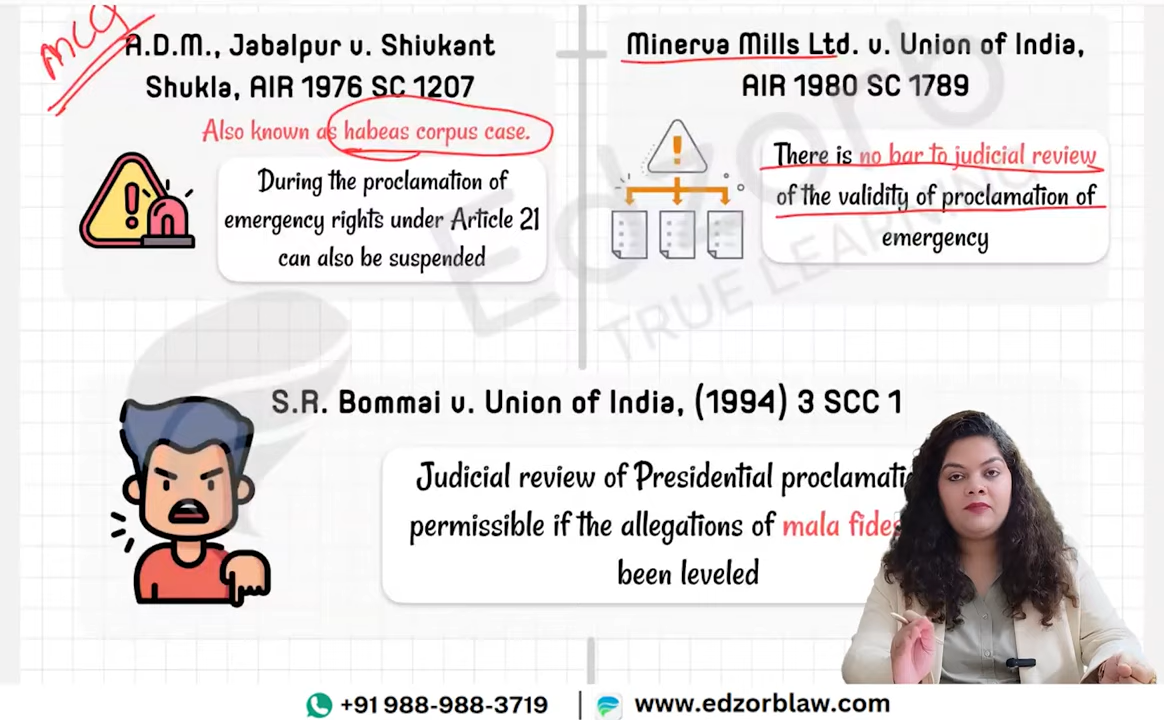 MCQ
A.D.M., Jabalpur v. Shivkant
Shukla, AIR 1976 SC 1207
Also known as habeas corpus case.
During the proclamation of
emergency rights under Article 21
can also be suspended
Minerva Mills Ltd. v. Union of India,
AIR 1980 SC 1789
There is no bar to judicial review
of the validity of proclamation of
emergency
Edzorb
TRUE LEARNING
S.R. Bommai v. Union of India, (1994) 3 SCC 1
Judicial review of Presidential
permissible if the allegations of mala
been leveled
+91 988-988-3719 | www.edzorblaw.com